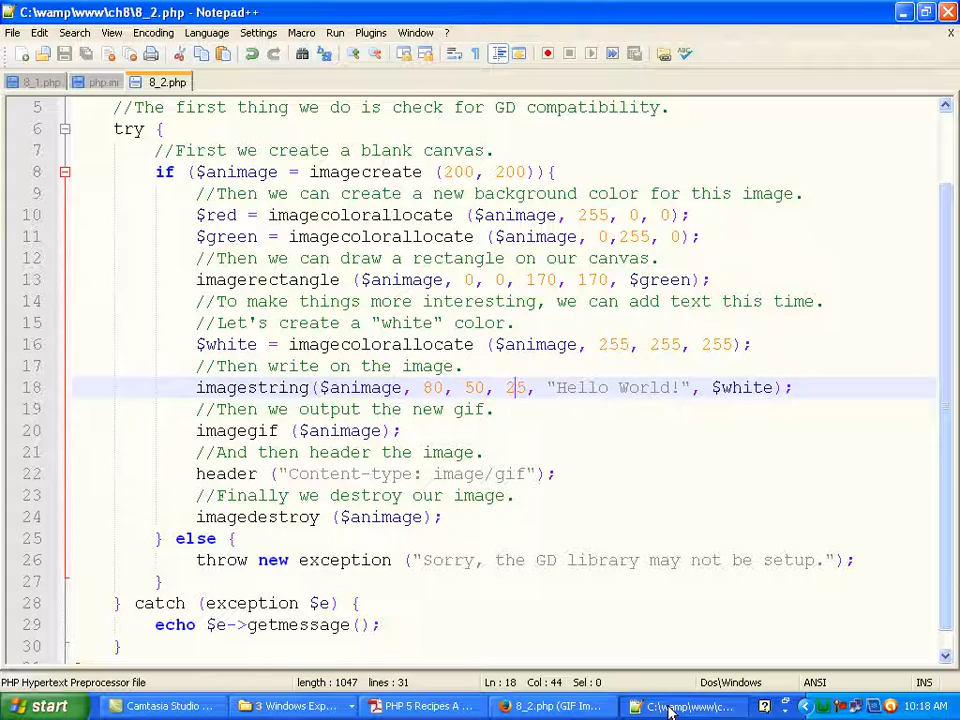 C:\wamp\www\ch8\8_2.php - Notepad++
File Edit Search View Encoding Language Settings Macro Run Plugins Window ? X
8_1.php php.ini 8_2.php
5 //The first thing we do is check for GD compatibility.
6 try {
7 //First we create a blank canvas.
8 if ($animage = imagecreate (200, 200)){
9 //Then we can create a new background color for this image.
10 $red = imagecolorallocate ($animage, 255, 0, 0);
11 $green = imagecolorallocate ($animage, 0,255, 0);
12 //Then we can draw a rectangle on our canvas.
13 imagerectangle ($animage, 0, 0, 170, 170, $green);
14 //To make things more interesting, we can add text this time.
15 //Let's create a "white" color.
16 $white = imagecolorallocate ($animage, 255, 255, 255);
17 //Then write on the image.
18 imagestring($animage, 80, 50, 25, "Hello World!", $white);
19 //Then we output the new gif.
20 imagegif ($animage);
21 //And then header the image.
22 header ("Content-type: image/gif");
23 //Finally we destroy our image.
24 imagedestroy ($animage);
25 } else {
26 throw new exception ("Sorry, the GD library may not be setup.");
27 }
28 } catch (exception $e) {
29 echo $e->getmessage();
30 }
PHP Hypertext Preprocessor file length : 1047 lines : 31 Ln : 18 Col : 44 Sel : 0 Dos\Windows ANSI INS
start Camtasia Studio ... 3 Windows Exp... PHP 5 Recipes A ... 8_2.php (GIF Im... C:\wamp\www\c... 10:18 AM